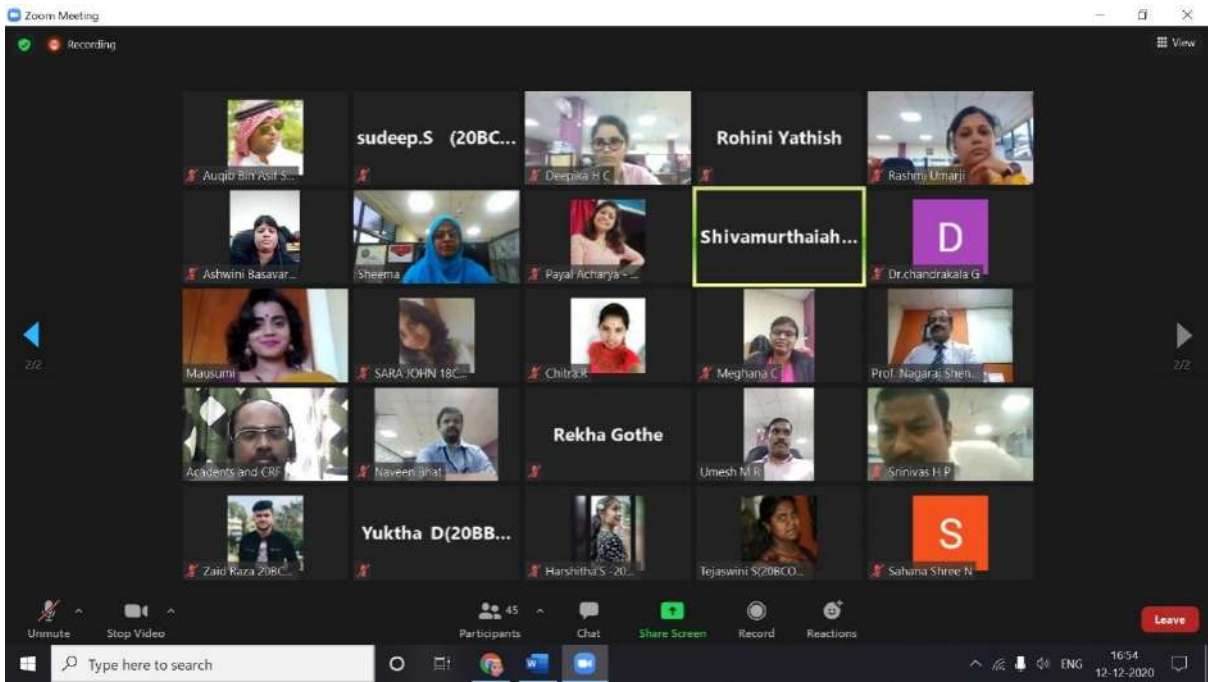 Zoom Meeting
Recording
View
Auqib Bin Asif S...
sudeep.S (20BC...
Deepika H C
Rohini Yathish
Rashmi Umarji
Ashwini Basavar...
Sheema
Payal Acharya - ...
Shivamurthaiah...
D
Dr.chandrakala G
2/2
Mausumi
SARA JOHN 18C...
Chitra.R
Meghana C
Prof. Nagaraj Shen...
2/2
Acadents and CRF
Naveen Bhat
Rekha Gothe
Umesh M R
Srinivas H P
Zaid Raza 20BC...
Yuktha D(20BB...
Harshitha S -20...
Tejaswini S(20BCO...
S
Sahana Shree N
Unmute
Stop Video
45
Participants
Chat
Share Screen
Record
Reactions
Leave
Type here to search
W
ENG
16:54
12-12-2020